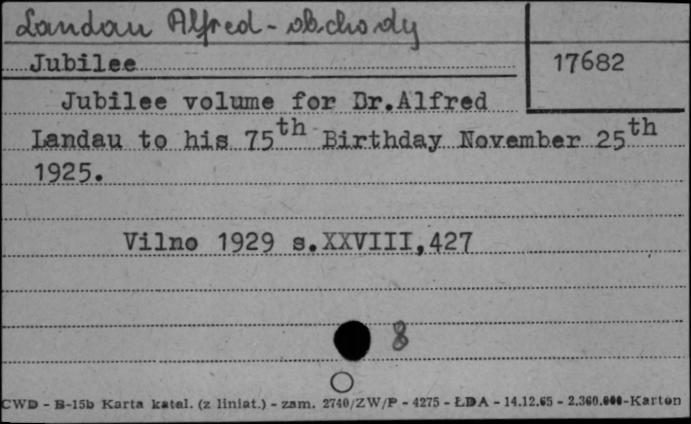 Landau Alfred - obchody
Jubilee
17682
Jubilee volume for Dr.Alfred
Landau to his 75th Birthday November 25th
1925.
Vilno 1929 s.XXVIII,427
8
CWD - B-15b Karta katal. (z liniat.) - zam. 2740/ZW/P - 4275 - ŁDA - 14.12.65 - 2.360.000-Karton